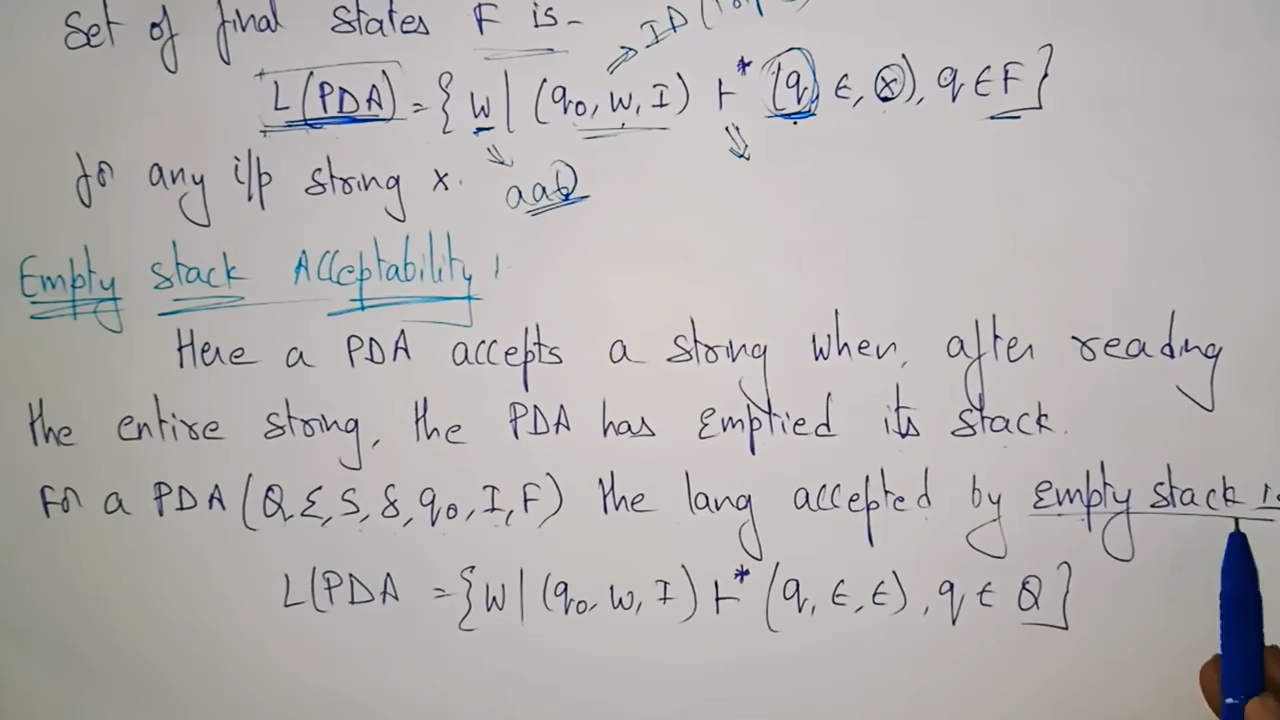 Set of final states F is-
ID
L(PDA) = { W | (q0, w, I) ⊢* (q, ε, x), q ∈ F }
for any i/p string x.
aab
Empty stack Acceptability:
Here a PDA accepts a string when, after reading
the entire string, the PDA has emptied its stack.
For a PDA (Q, Σ, S, δ, q0, I, F) the lang accepted by empty stack
L(PDA = { W | (q0, w, I) ⊢* (q, ε, ε), q ∈ Q }